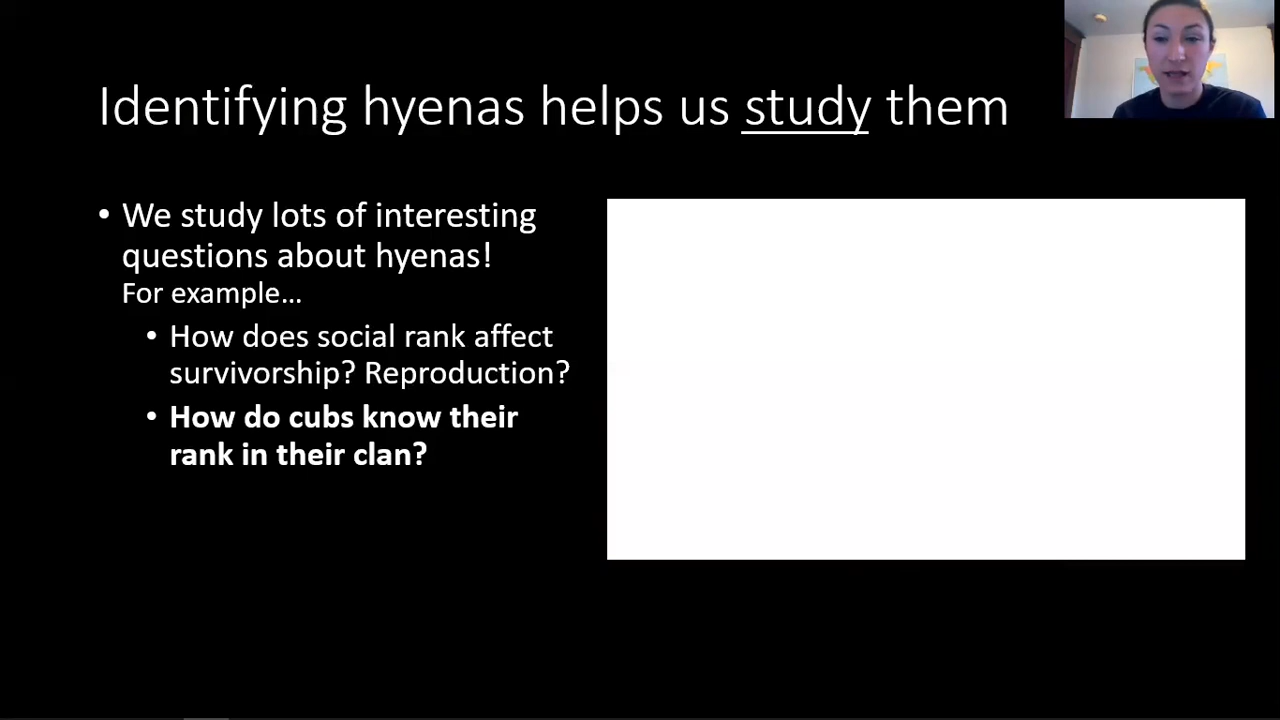 Identifying hyenas helps us study them
• We study lots of interesting
questions about hyenas!
For example...
• How does social rank affect
survivorship? Reproduction?
• How do cubs know their
rank in their clan?